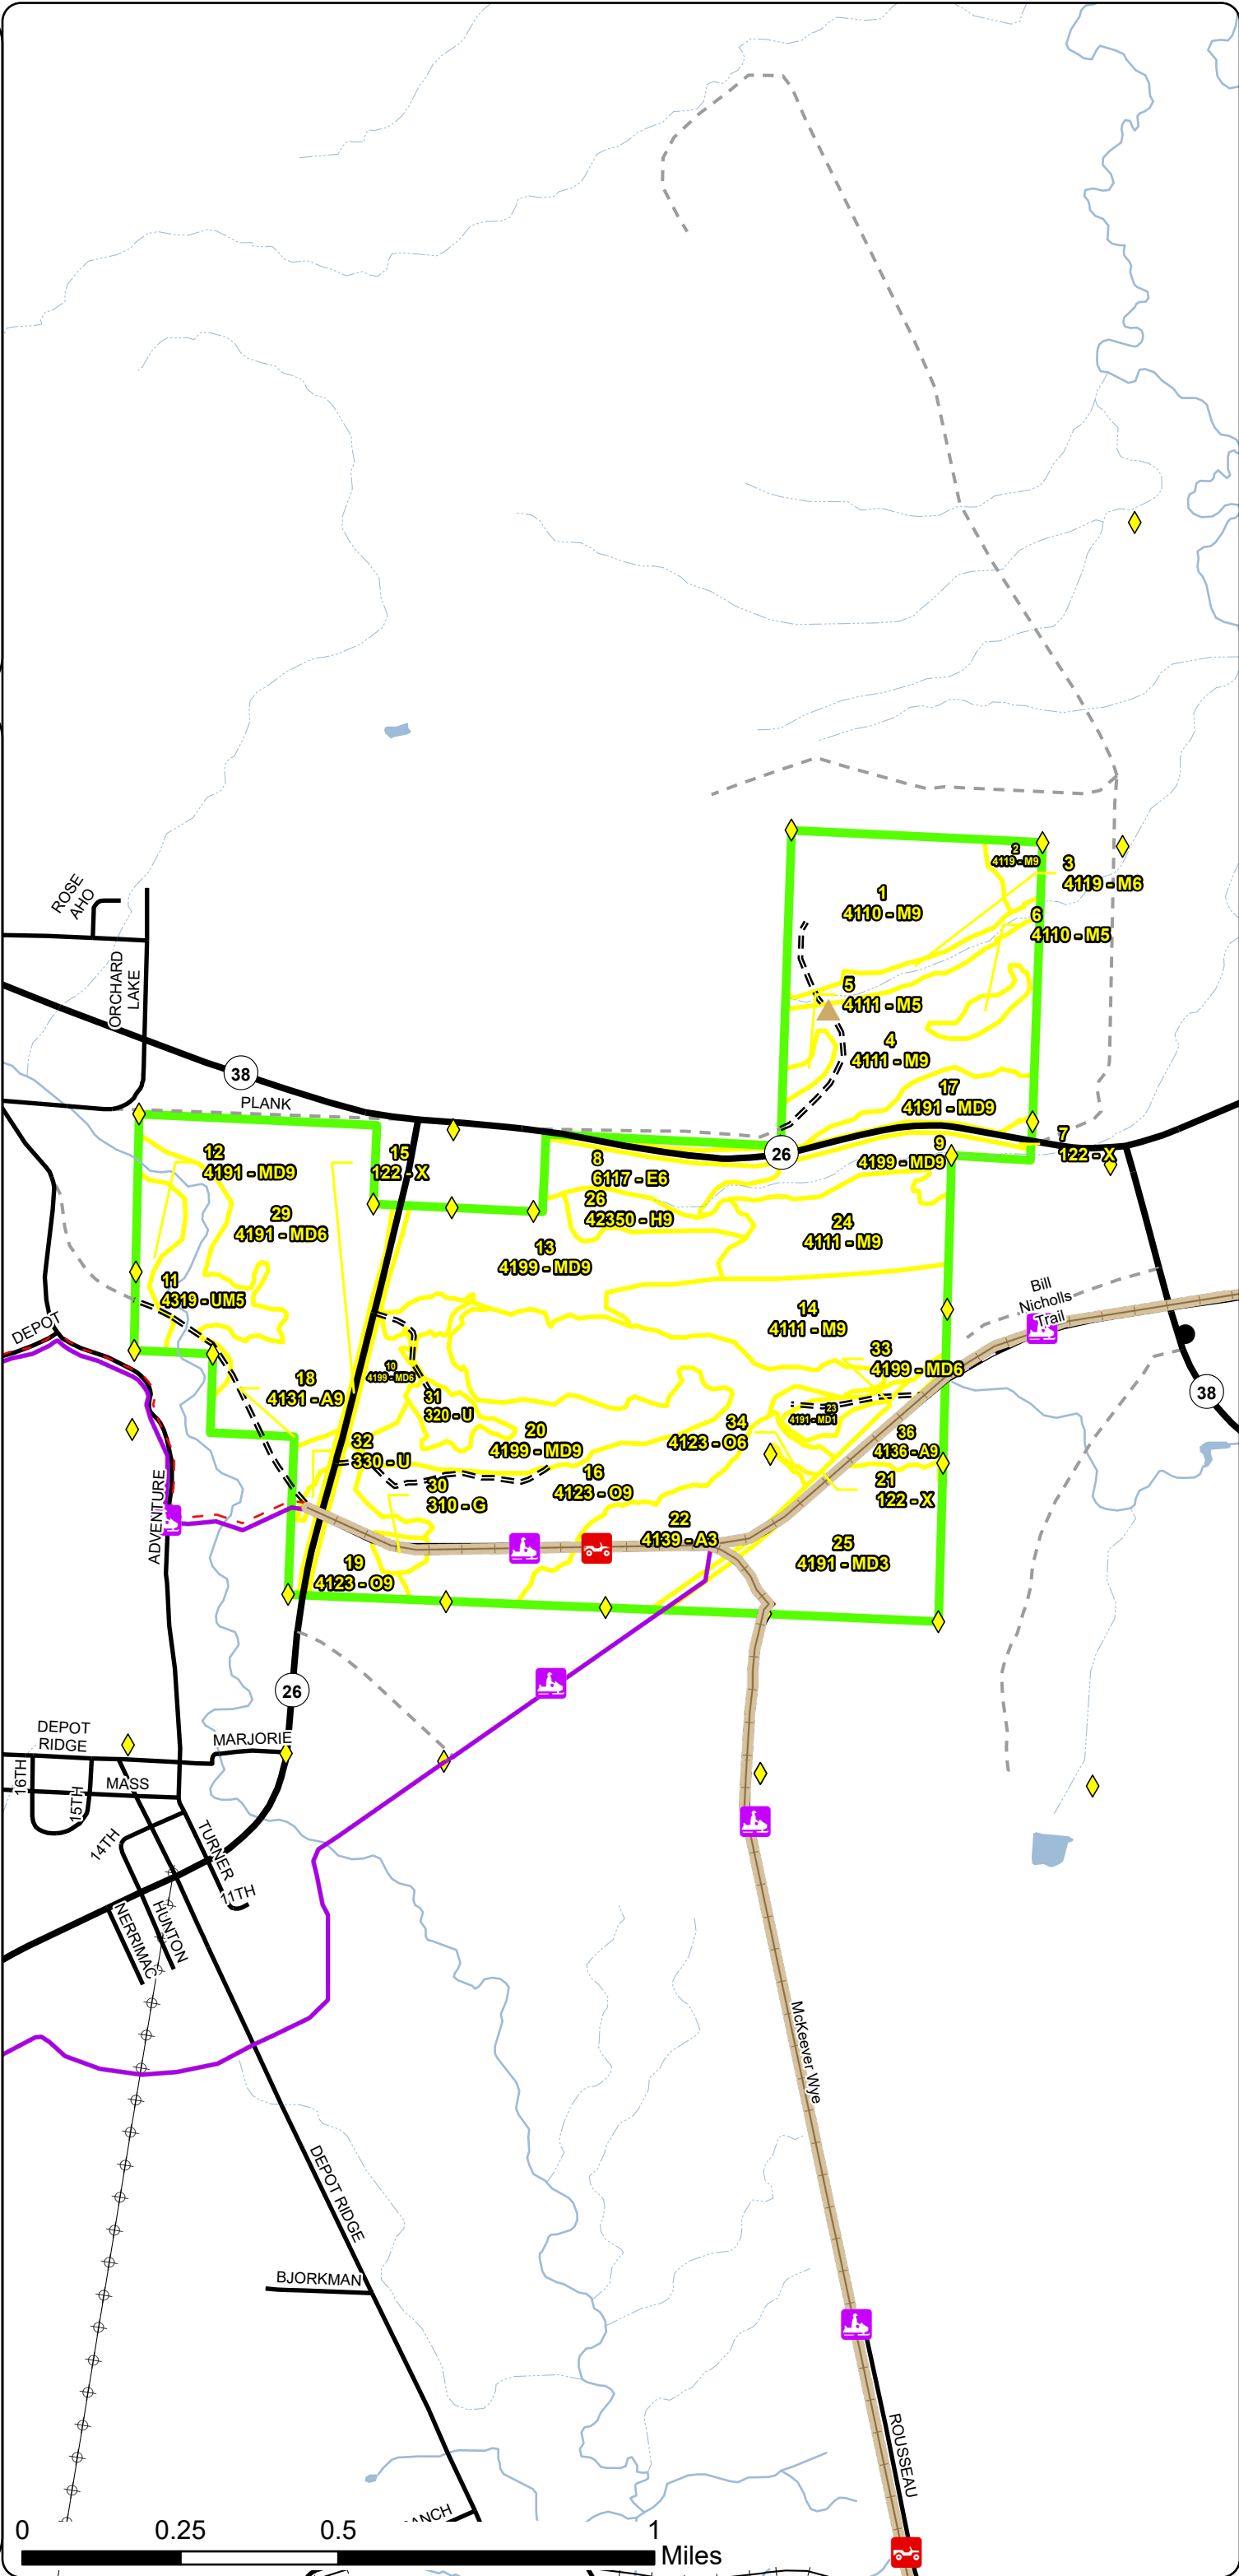 2
4119 - M9
3
4119 - M6
1
4110 - M9
6
4110 - M5
ROSE
AHO
ORCHARD
LAKE
5
4111 - M5
4
4111 - M9
38
PLANK
17
4191 - MD9
7
122 - X
9
4199 - MD9
26
12
4191 - MD9
15
122 - X
8
6117 - E6
26
42350 - H9
29
4191 - MD6
24
4111 - M9
13
4199 - MD9
11
4319 - UM5
Bill
Nicholls
Trail
14
4111 - M9
DEPOT
33
4199 - MD6
10
4199 - MD6
18
4131 - A9
38
31
320 - U
23
4191 - MD1
20
4199 - MD9
34
4123 - O6
36
4136 - A9
32
330 - U
16
4123 - O9
21
122 - X
30
310 - G
ADVENTURE
22
4139 - A3
25
4191 - MD3
19
4123 - O9
26
DEPOT
RIDGE
MARJORIE
16TH
MASS
15TH
14TH
TURNER
11TH
HUNTON
NERRIMAC
McKeever Wye
DEPOT RIDGE
BJORKMAN
ROUSSEAU
0
0.25
0.5
1
Miles